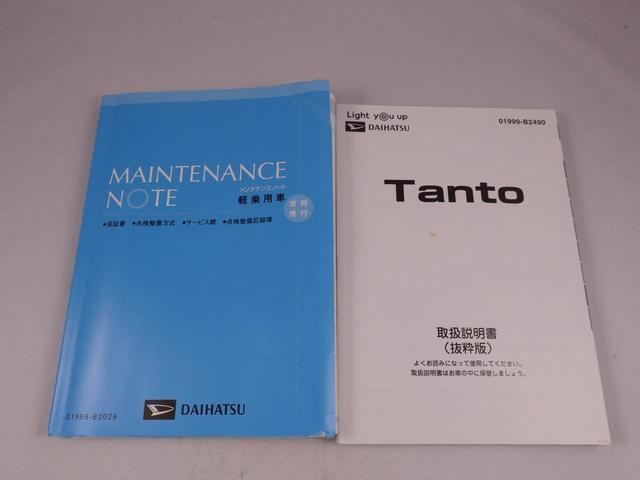 MAINTENANCE
NOTE
メンテナンスノート
軽乗用車
常時
携行
●保証書 ●点検整備方式 ●サービス網 ●点検整備記録簿
01989-B2029
DAIHATSU
Light you up
DAIHATSU
01999-B2490
Tanto
取扱説明書
(抜粋版)
よくお読みになって使用してください。
取扱説明書はお車の中に保管しましょう。